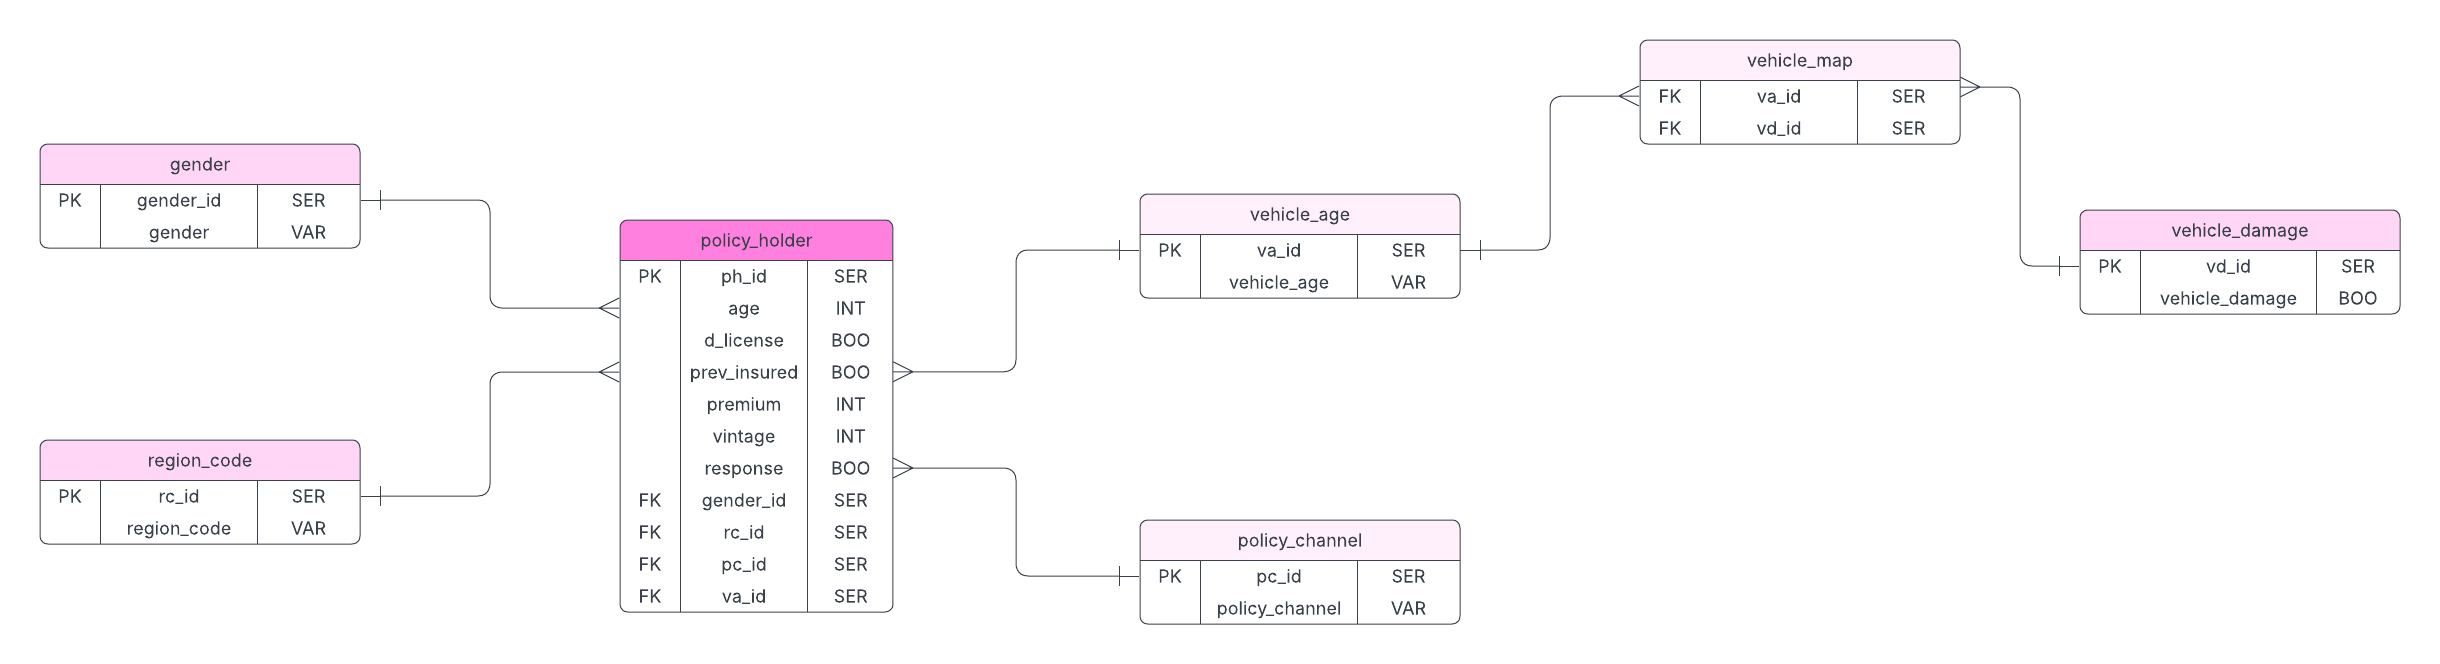 gender
PK gender_id SER
gender VAR
region_code
PK rc_id SER
region_code VAR
policy_holder
PK ph_id SER
age INT
d_license BOO
prev_insured BOO
premium INT
vintage INT
response BOO
FK gender_id SER
FK rc_id SER
FK pc_id SER
FK va_id SER
vehicle_age
PK va_id SER
vehicle_age VAR
policy_channel
PK pc_id SER
policy_channel VAR
vehicle_map
FK va_id SER
FK vd_id SER
vehicle_damage
PK vd_id SER
vehicle_damage BOO